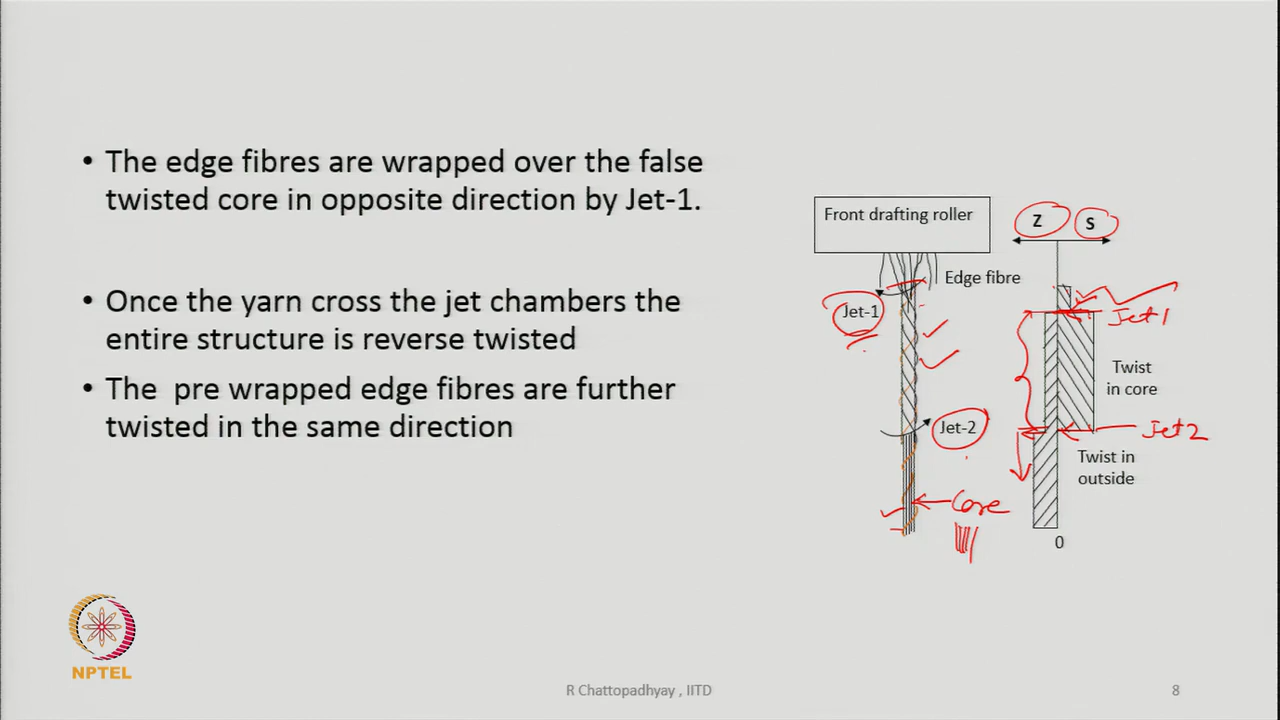 • The edge fibres are wrapped over the false
twisted core in opposite direction by Jet-1.
• Once the yarn cross the jet chambers the
entire structure is reverse twisted
• The pre wrapped edge fibres are further
twisted in the same direction
Front drafting roller
Edge fibre
Jet-1
Jet-2
Core
Z
S
Jet 1
Twist
in core
Jet 2
Twist in
outside
0
NPTEL
R Chattopadhyay , IITD
8